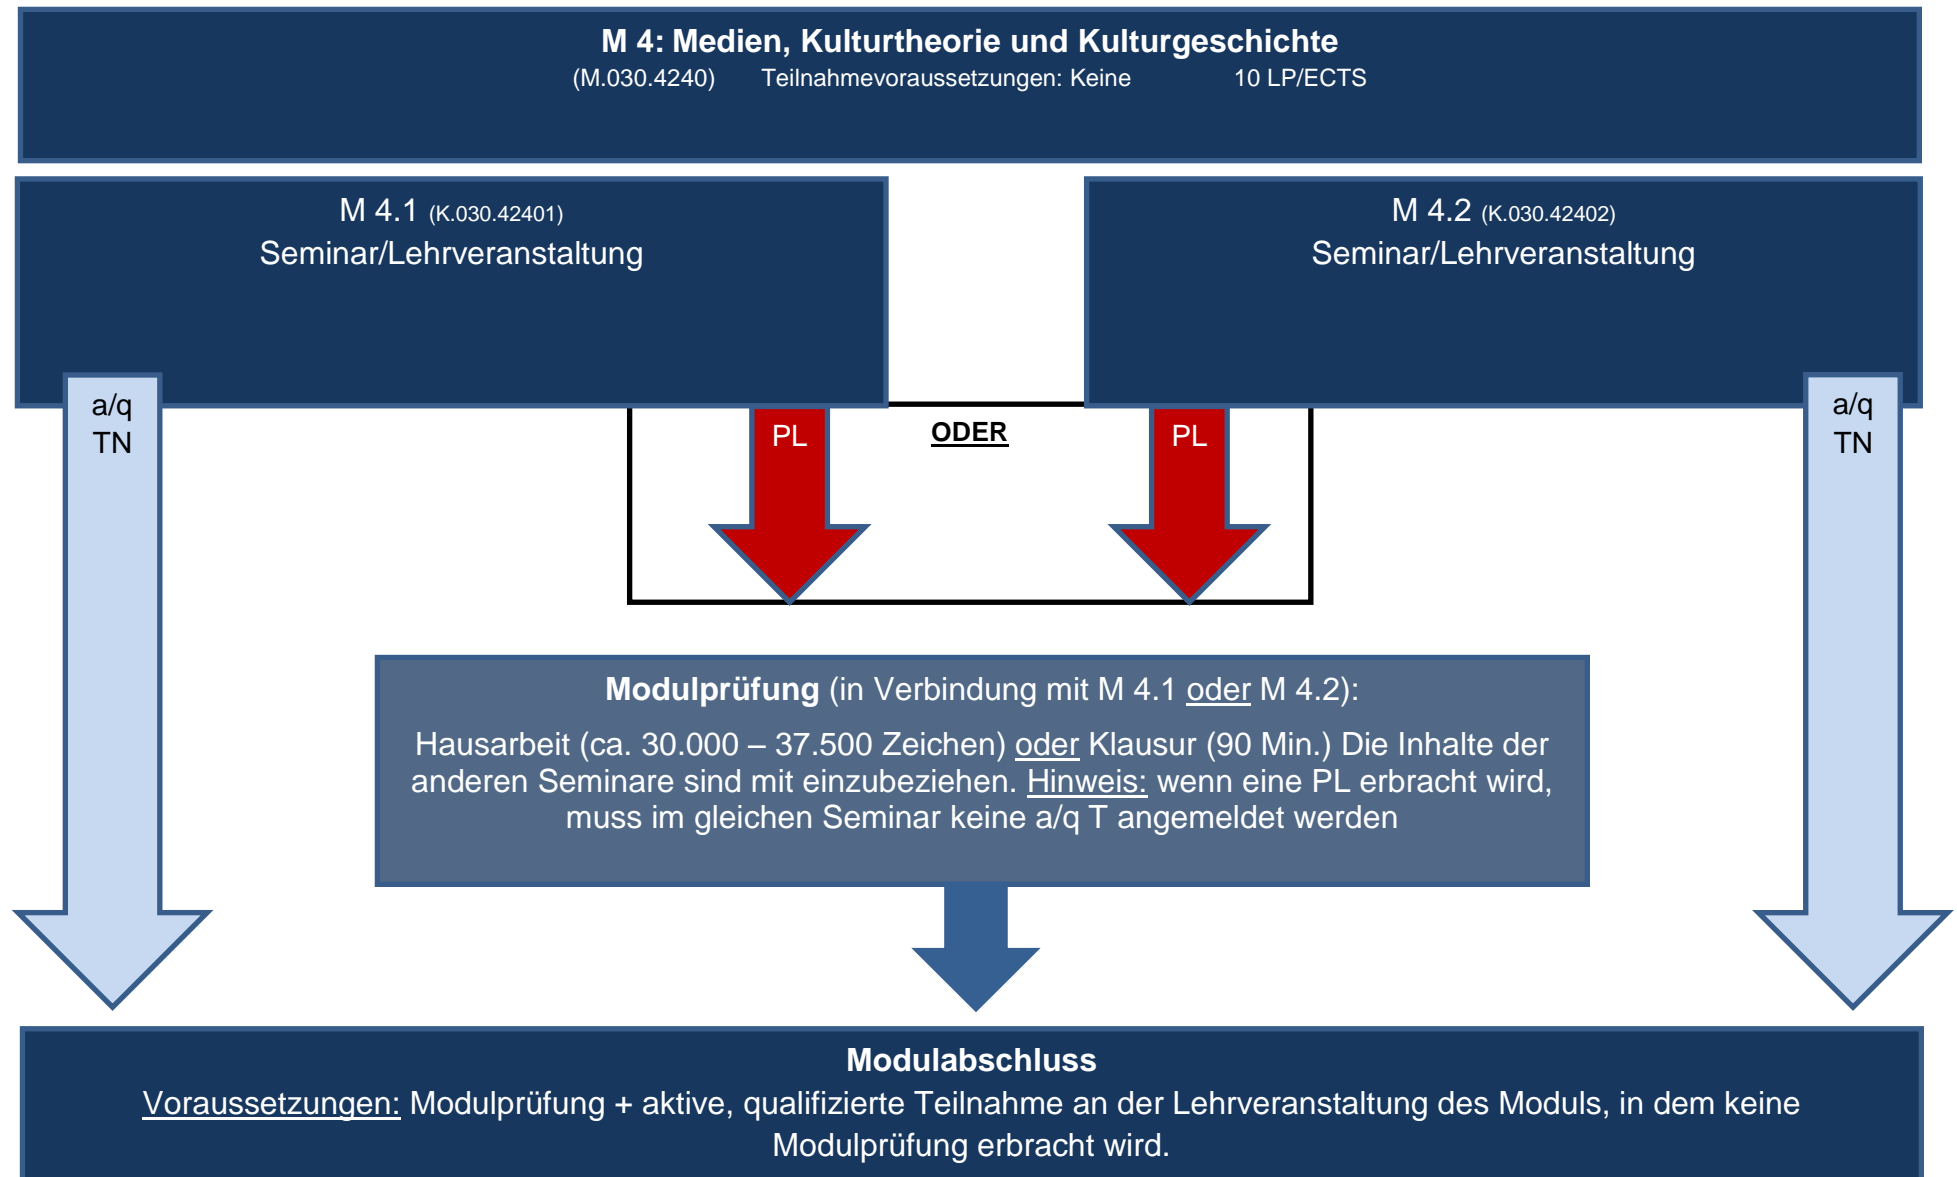 M 4: Medien, Kulturtheorie und Kulturgeschichte
(M.030.4240) Teilnahmevoraussetzungen: Keine 10 LP/ECTS
M 4.1 (K.030.42401)
Seminar/Lehrveranstaltung
M 4.2 (K.030.42402)
Seminar/Lehrveranstaltung
a/q
TN
PL
ODER
PL
a/q
TN
Modulprüfung (in Verbindung mit M 4.1 oder M 4.2):
Hausarbeit (ca. 30.000 – 37.500 Zeichen) oder Klausur (90 Min.) Die Inhalte der
anderen Seminare sind mit einzubeziehen. Hinweis: wenn eine PL erbracht wird,
muss im gleichen Seminar keine a/q T angemeldet werden
Modulabschluss
Voraussetzungen: Modulprüfung + aktive, qualifizierte Teilnahme an der Lehrveranstaltung des Moduls, in dem keine
Modulprüfung erbracht wird.